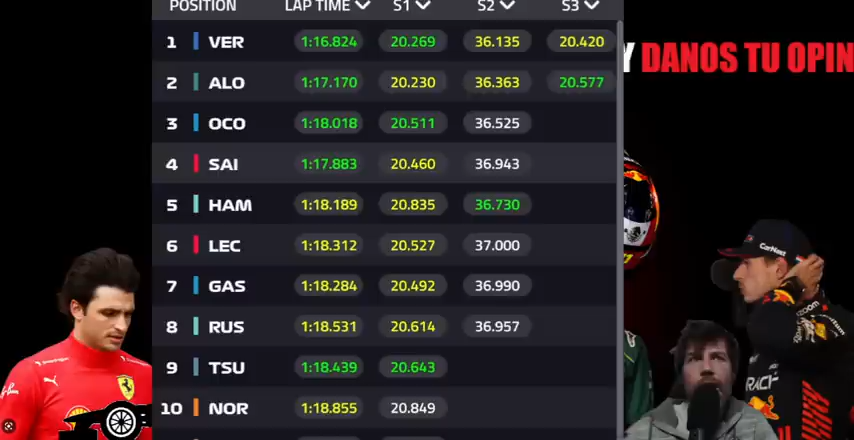 POSITION LAP TIME S1 S2 S3
1 VER 1:16.824 20.269 36.135 20.420
2 ALO 1:17.170 20.230 36.363 20.577
3 OCO 1:18.018 20.511 36.525
4 SAI 1:17.883 20.460 36.943
5 HAM 1:18.189 20.835 36.730
6 LEC 1:18.312 20.527 37.000
7 GAS 1:18.284 20.492 36.990
8 RUS 1:18.531 20.614 36.957
9 TSU 1:18.439 20.643
10 NOR 1:18.855 20.849
Y DANOS TU OPIN
CarNext